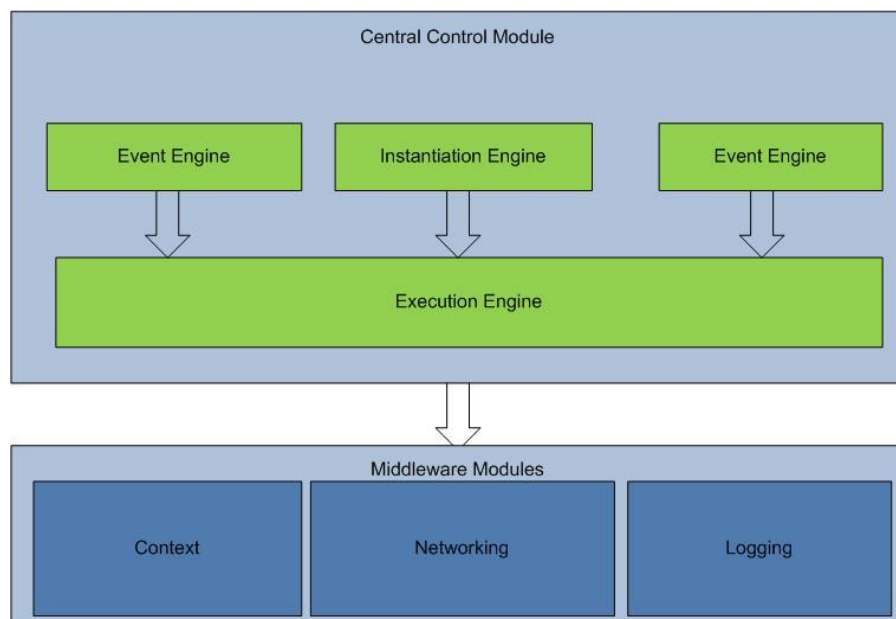 Central Control Module
Event Engine
Instantiation Engine
Event Engine
Execution Engine
Middleware Modules
Context
Networking
Logging